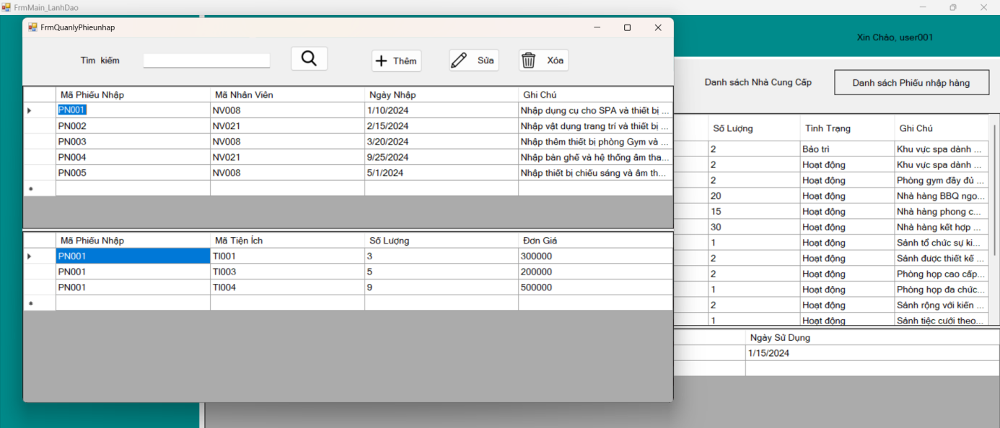 FrmMain_LanhDao
FrmQuanlyPhieunhap
Xin Chào, user001
Tìm kiếm
Thêm
Sửa
Xóa
Danh sách Nhà Cung Cấp
Danh sách Phiếu nhập hàng
Mã Phiếu Nhập Mã Nhân Viên Ngày Nhập Ghi Chú
PN001 NV008 1/10/2024 Nhập dụng cụ cho SPA và thiết bị ...
PN002 NV021 2/15/2024 Nhập vật dụng trang trí và thiết bị ...
PN003 NV008 3/20/2024 Nhập thêm thiết bị phòng Gym và ...
PN004 NV021 9/25/2024 Nhập bàn ghế và hệ thống âm tha...
PN005 NV008 5/1/2024 Nhập thiết bị chiếu sáng và âm th...
Mã Phiếu Nhập Mã Tiện Ích Số Lượng Đơn Giá
PN001 TI001 3 300000
PN001 TI003 5 200000
PN001 TI004 9 500000
Số Lượng Tình Trạng Ghi Chú
2 Bảo trì Khu vực spa dành ...
2 Hoạt động Khu vực spa dành ...
2 Hoạt động Phòng gym đầy đủ ...
20 Hoạt động Nhà hàng BBQ ngo...
15 Hoạt động Nhà hàng phong c...
30 Hoạt động Nhà hàng kết hợp ...
1 Hoạt động Sảnh tổ chức sự ki...
2 Hoạt động Sảnh được thiết kế ...
2 Hoạt động Phòng họp cao cấp...
1 Hoạt động Phòng họp đa chức...
2 Hoạt động Sảnh rộng với kiến ...
1 Hoạt động Sảnh tiệc cưới theo...
Ngày Sử Dụng
1/15/2024